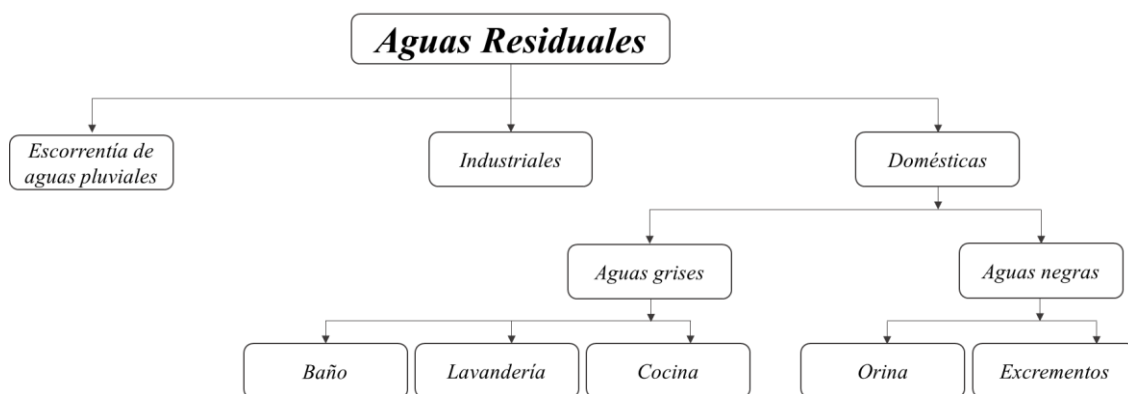 Aguas Residuales
Escorrentía de
aguas pluviales
Industriales
Domésticas
Aguas grises
Aguas negras
Baño
Lavandería
Cocina
Orina
Excrementos